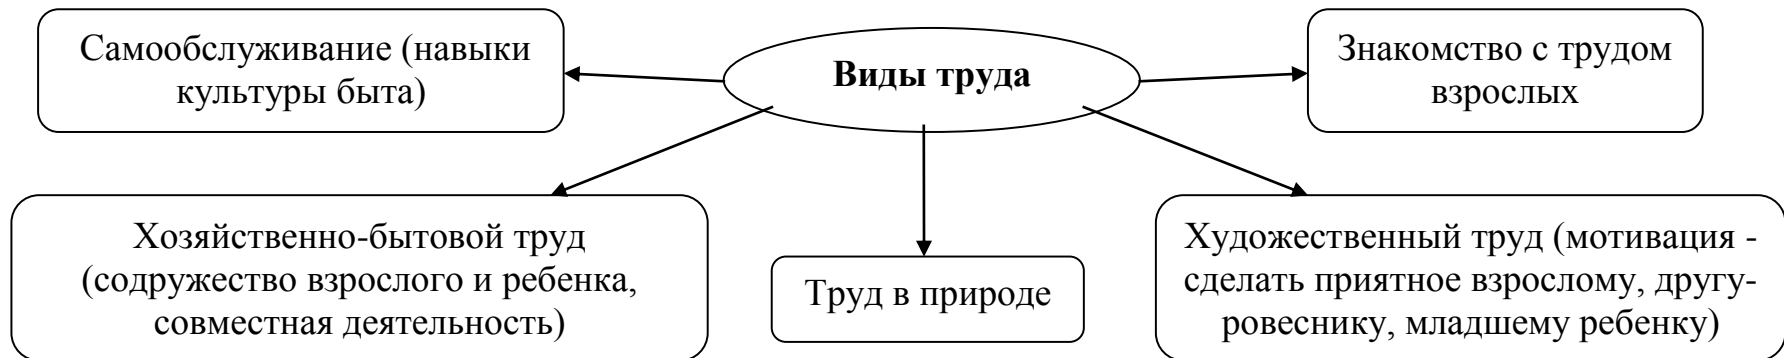 Самообслуживание (навыки
культуры быта)
Виды труда
Знакомство с трудом
взрослых
Хозяйственно-бытовой труд
(содружество взрослого и ребенка,
совместная деятельность)
Труд в природе
Художественный труд (мотивация -
сделать приятное взрослому, другу-
ровеснику, младшему ребенку)